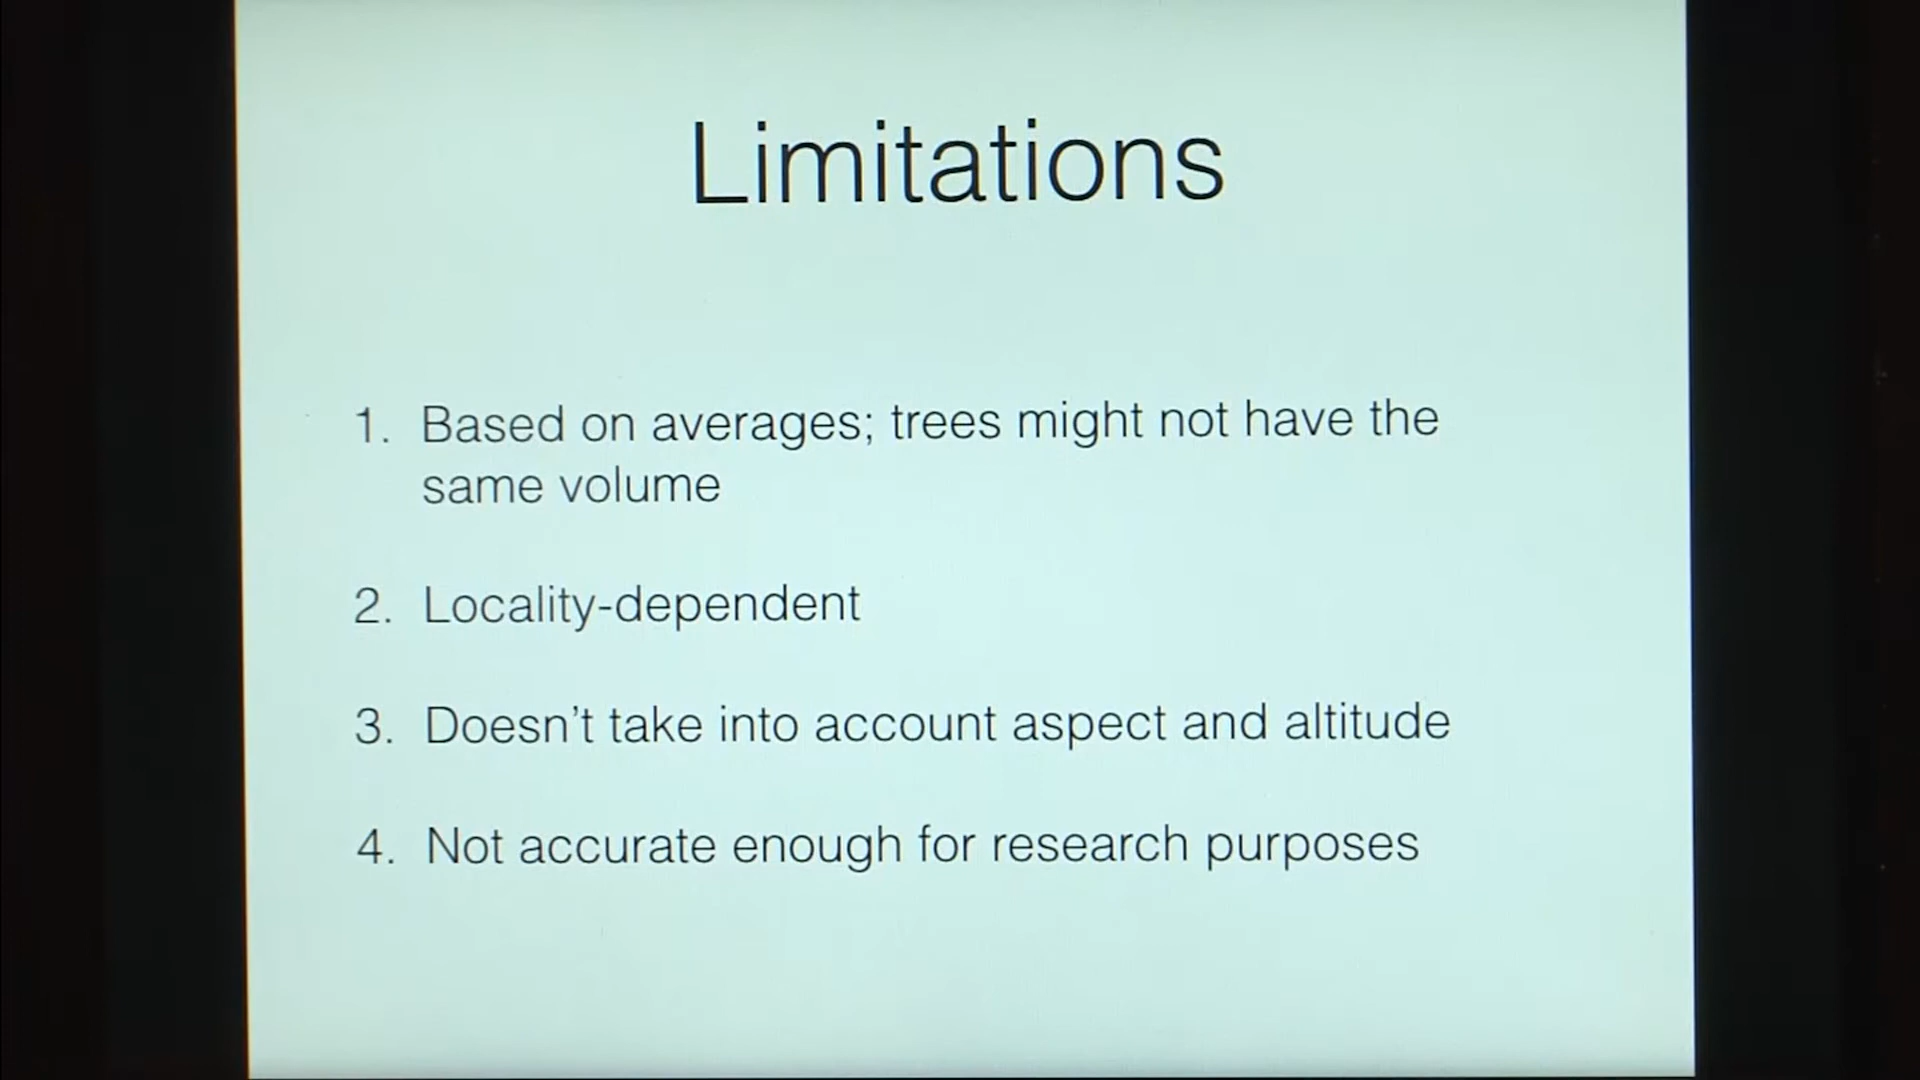 Limitations
1. Based on averages; trees might not have the
same volume
2. Locality-dependent
3. Doesn't take into account aspect and altitude
4. Not accurate enough for research purposes